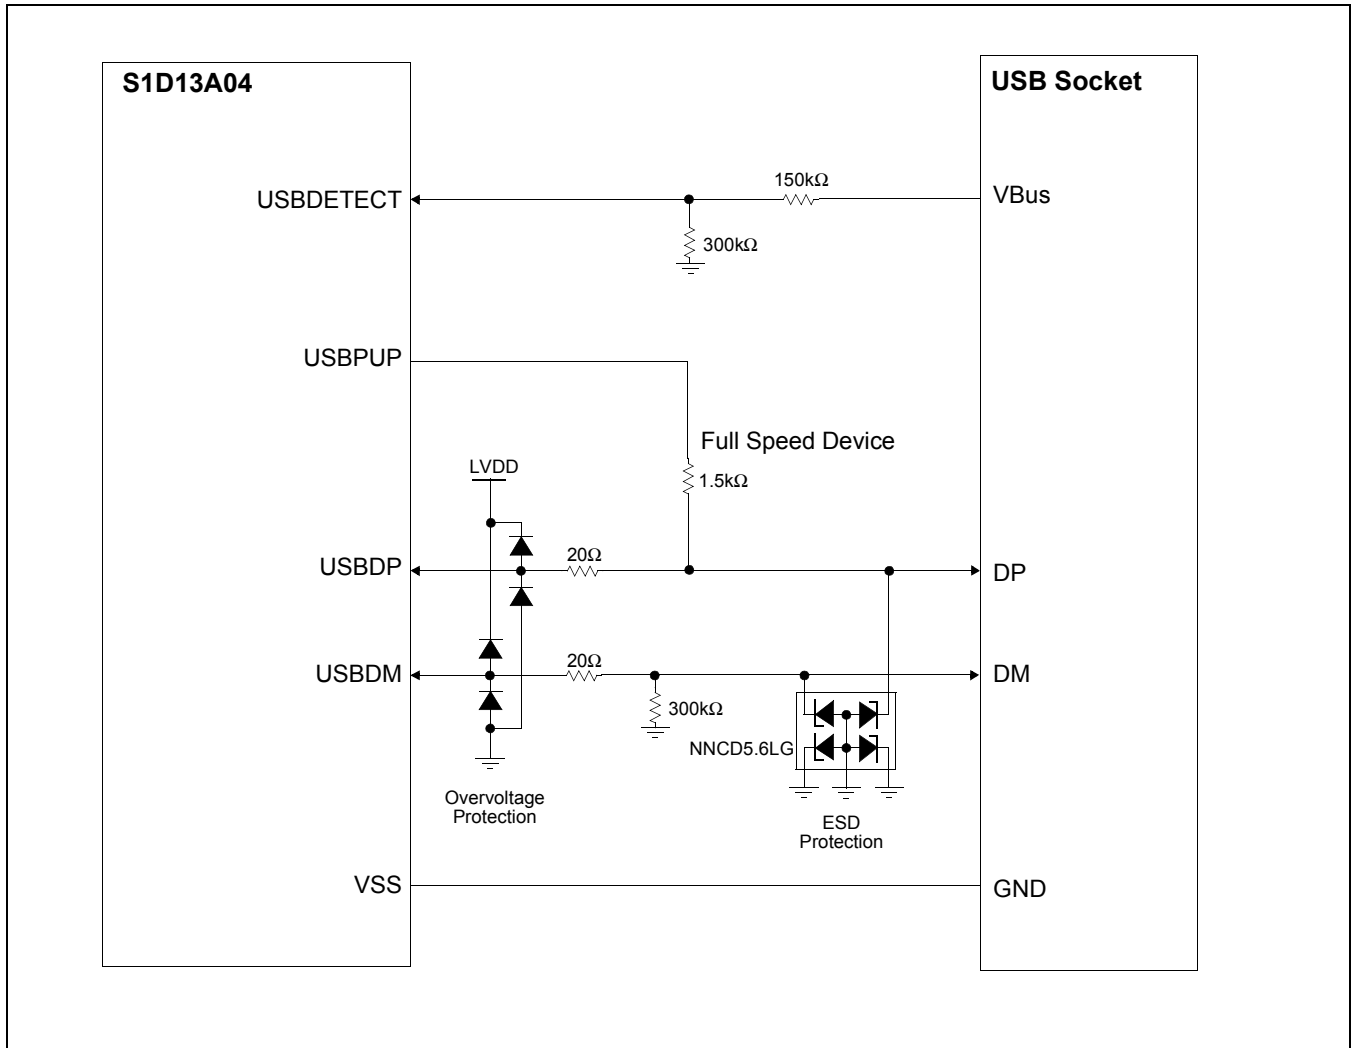 S1D13A04
USB Socket
150kΩ
USBDETECT
VBus
300kΩ
USBPUP
Full Speed Device
LVDD
1.5kΩ
20Ω
USBDP
DP
20Ω
USBDM
DM
300kΩ
NNCD5.6LG
Overvoltage
Protection
ESD
Protection
VSS
GND